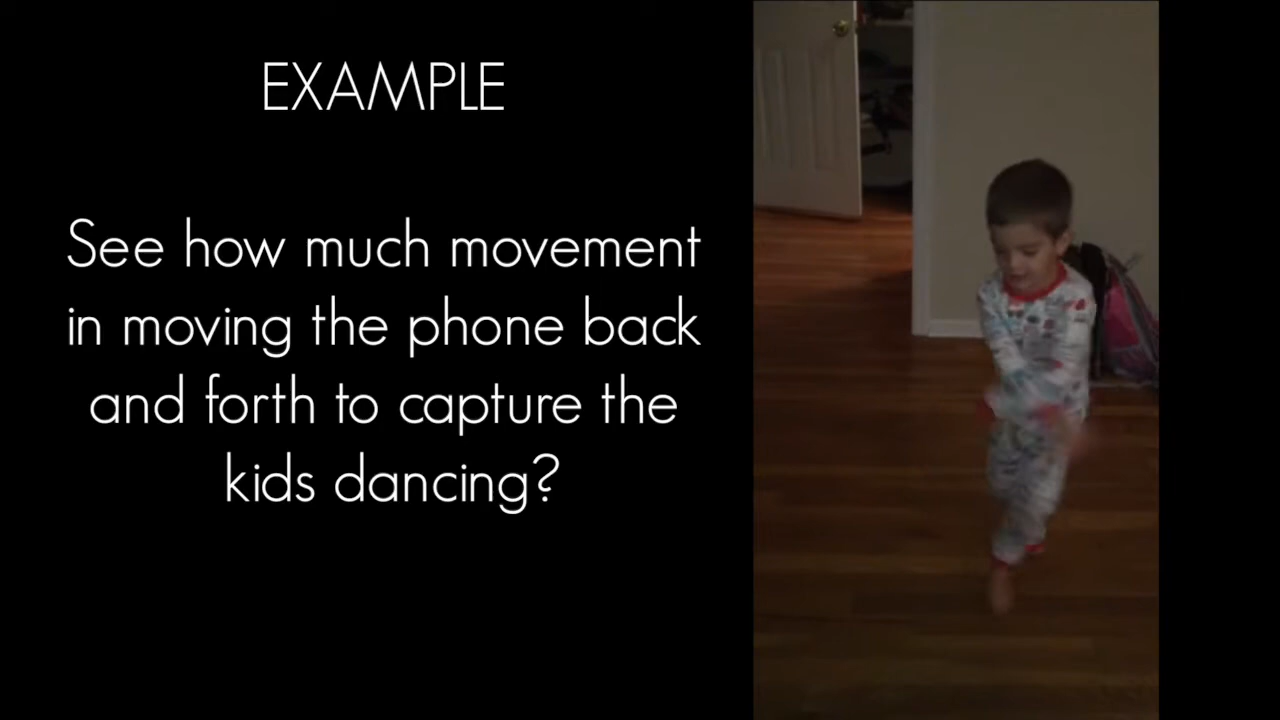 EXAMPLE
See how much movement
in moving the phone back
and forth to capture the
kids dancing?